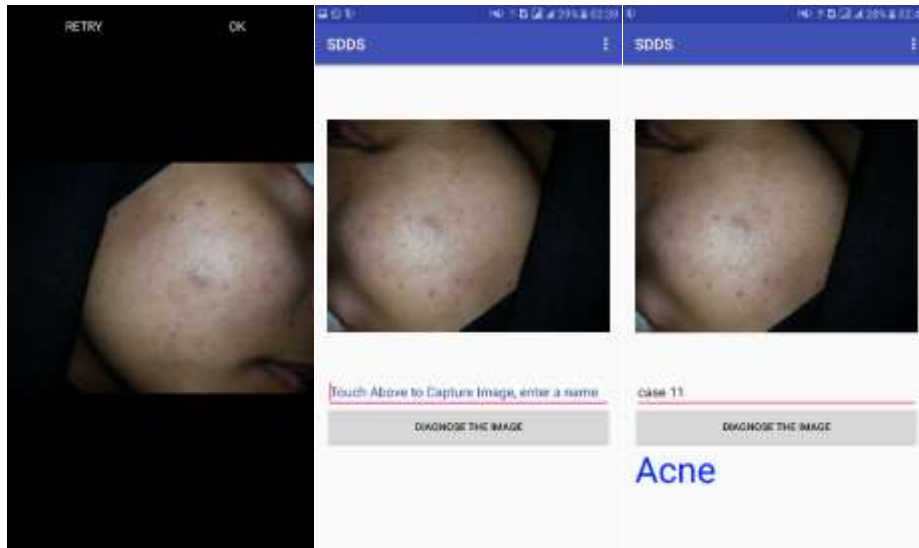 RETRY OK
SDDS
Touch Above to Capture Image, enter a name
DIAGNOSE THE IMAGE
SDDS
case 11
DIAGNOSE THE IMAGE
Acne